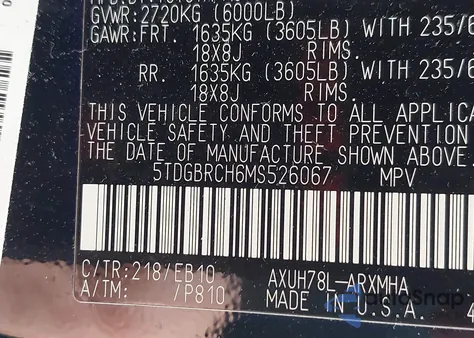 GVWR:2720KG (6000LB)
GAWR:FRT. 1635KG (3605LB) WITH 235/6
18X8J RIMS.
RR. 1635KG (3605LB) WITH 235/6
18X8J RIMS.
THIS VEHICLE CONFORMS TO ALL APPLICA
VEHICLE SAFETY AND THEFT PREVENTION
THE DATE OF MANUFACTURE SHOWN ABOVE.
5TDGBRCH6MS526067 MPV
C/TR:218/EB10 AXUH78L-ARXMHA
A/TM: /P810 MADE IN U.S.A. 4
AutoSnap